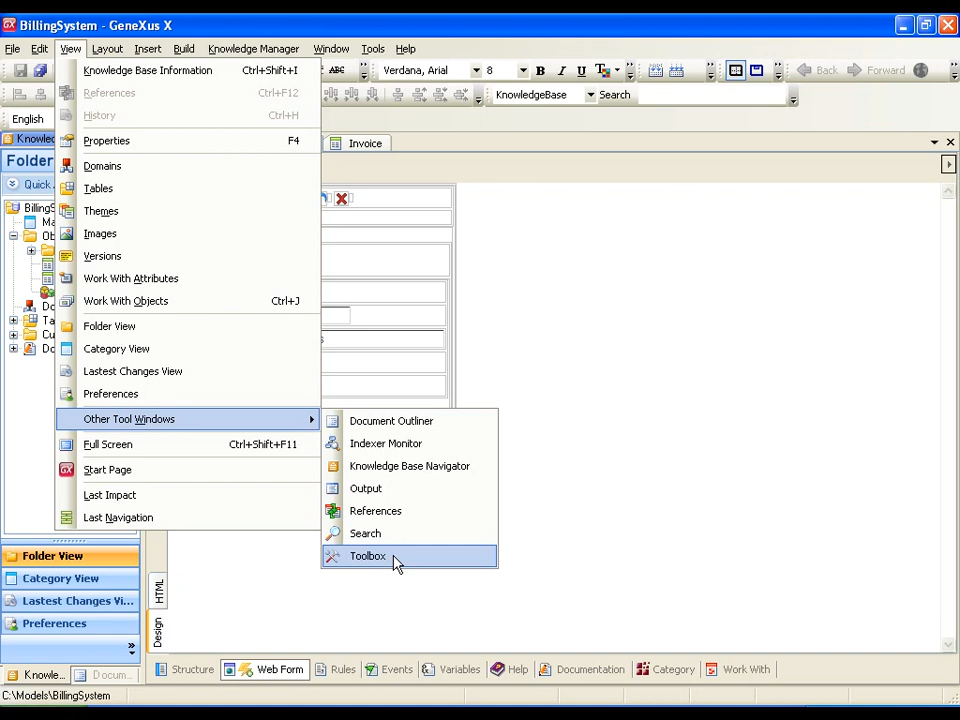 BillingSystem - GeneXus X
File Edit View Layout Insert Build Knowledge Manager Window Tools Help
Knowledge Base Information Ctrl+Shift+I
ABC Verdana, Arial 8 B I U T Back Forward
References Ctrl+F12
KnowledgeBase Search
History Ctrl+H
English
Properties F4
Invoice
Folder
Domains
Quick
Tables
BillingS
Themes
Images
Versions
Work With Attributes
Work With Objects Ctrl+J
Folder View
Category View
Lastest Changes View
Preferences
Other Tool Windows
Document Outliner
Full Screen Ctrl+Shift+F11
Indexer Monitor
Start Page
Knowledge Base Navigator
Last Impact
Output
Last Navigation
References
Search
Toolbox
Folder View
Category View
Lastest Changes Vi...
Preferences
HTML
Design
Structure Web Form Rules Events Variables Help Documentation Category Work With
Knowle... Docum...
C:\Models\BillingSystem